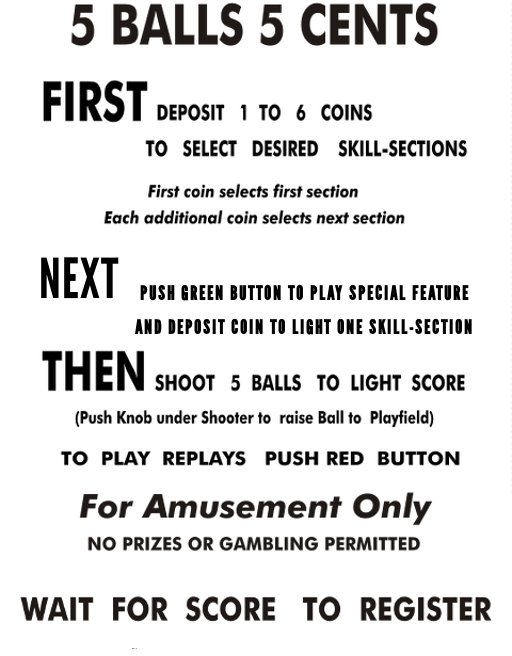 5 BALLS 5 CENTS
FIRST DEPOSIT 1 TO 6 COINS
TO SELECT DESIRED SKILL-SECTIONS
First coin selects first section
Each additional coin selects next section
NEXT PUSH GREEN BUTTON TO PLAY SPECIAL FEATURE
AND DEPOSIT COIN TO LIGHT ONE SKILL-SECTION
THEN SHOOT 5 BALLS TO LIGHT SCORE
(Push Knob under Shooter to raise Ball to Playfield)
TO PLAY REPLAYS PUSH RED BUTTON
For Amusement Only
NO PRIZES OR GAMBLING PERMITTED
WAIT FOR SCORE TO REGISTER